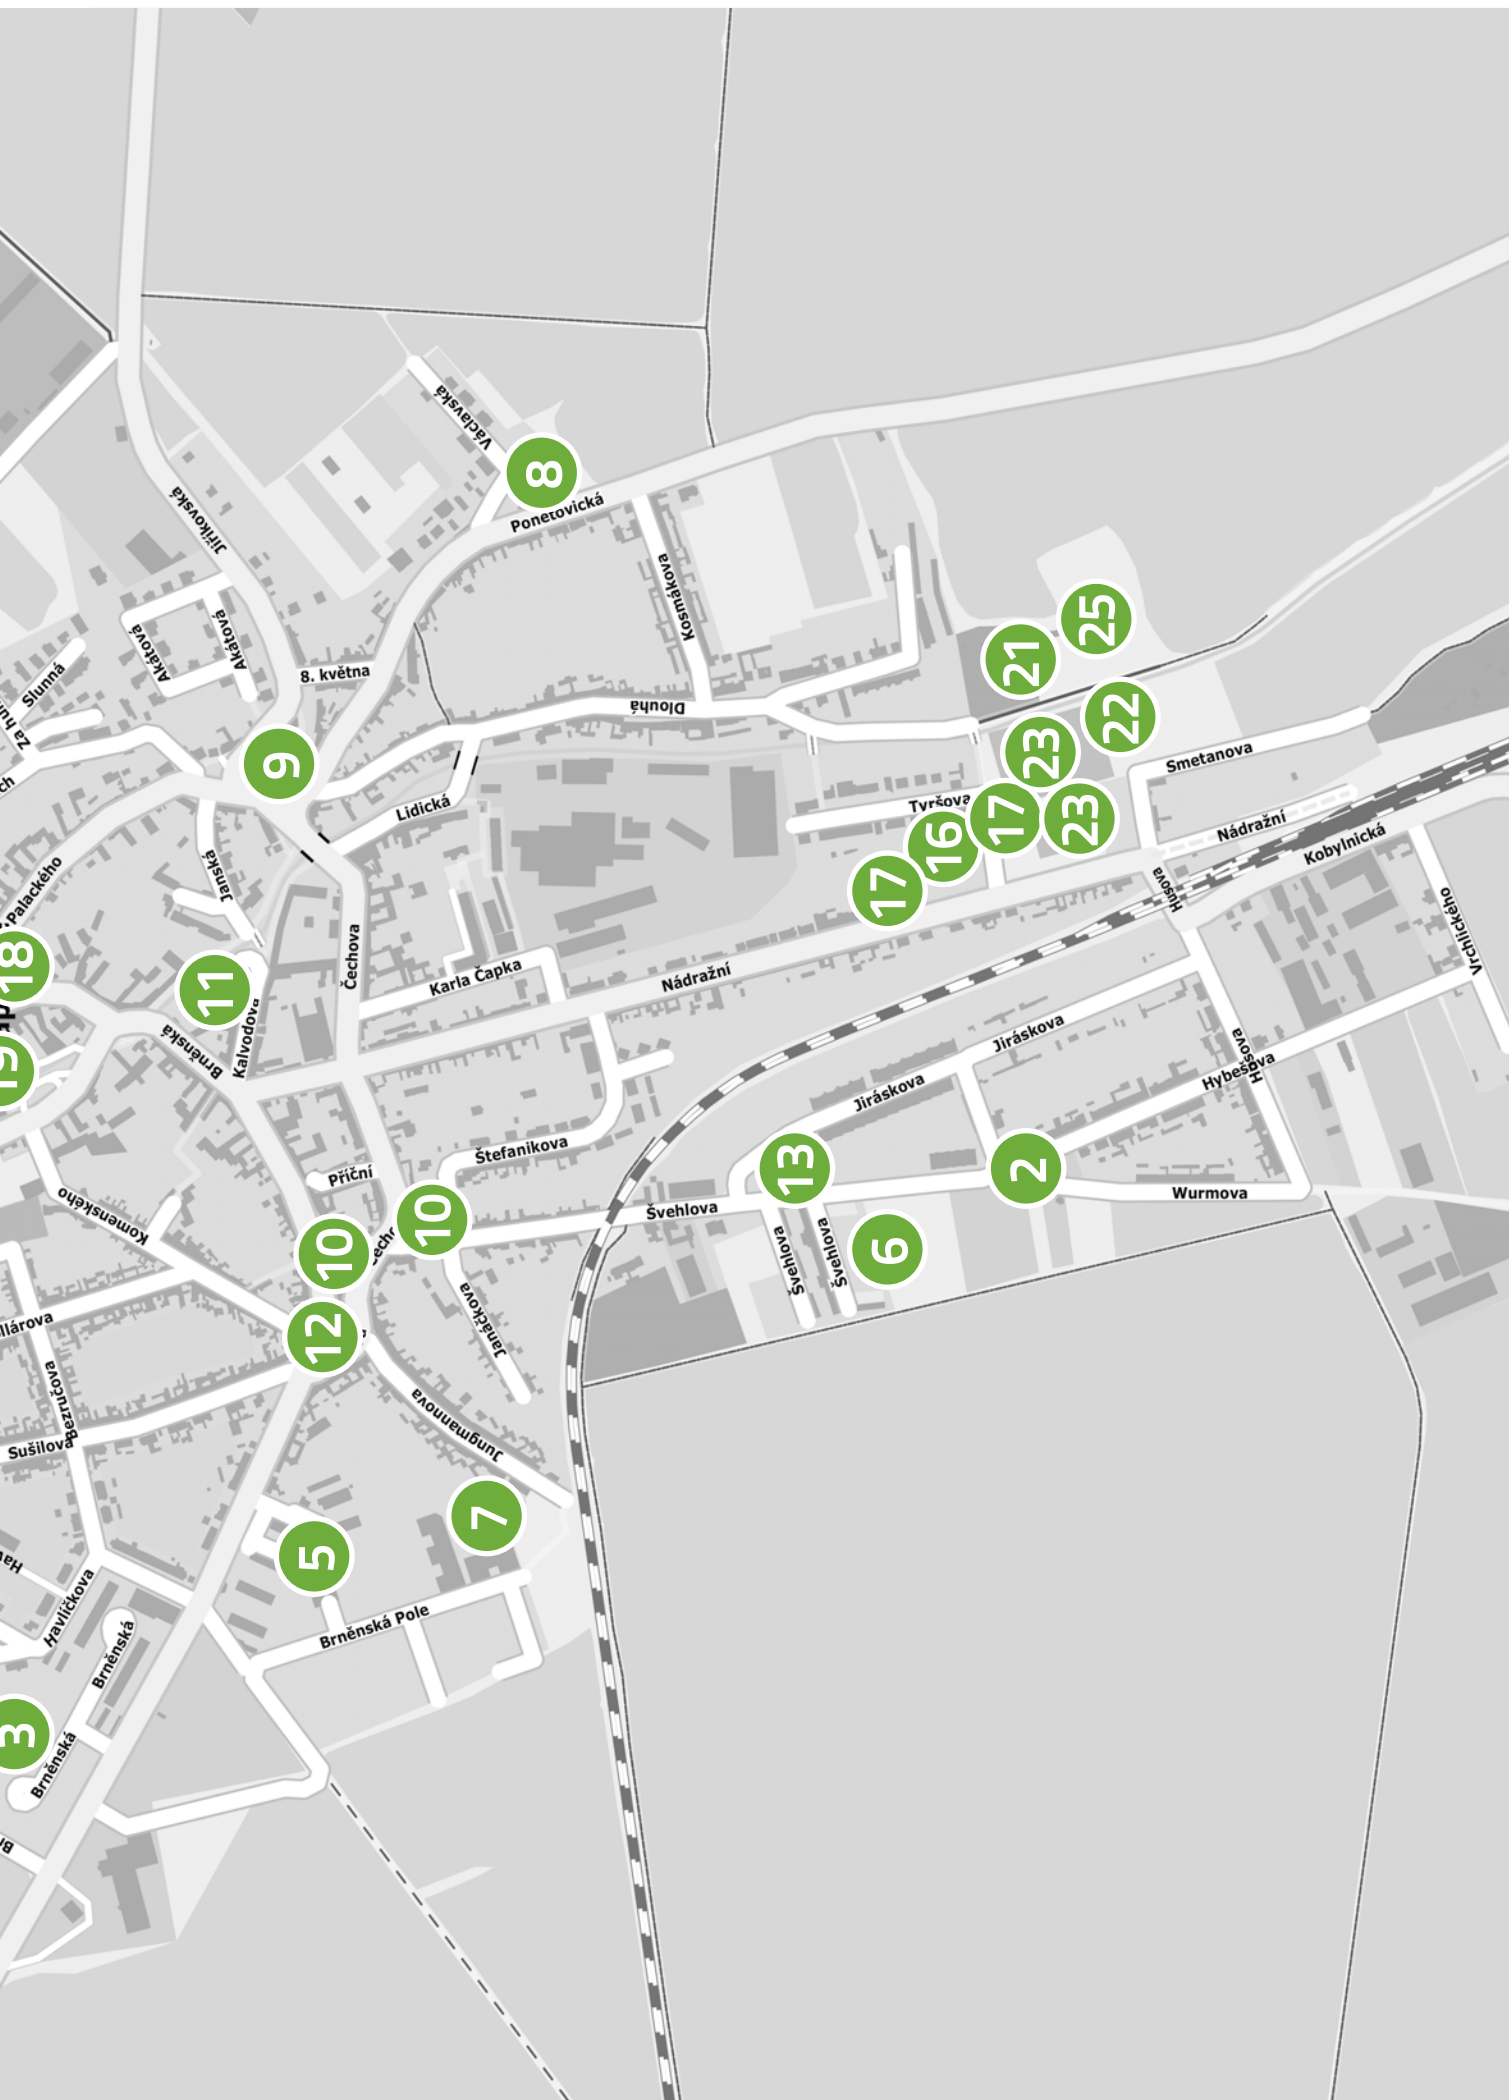 Václavská
8
Ponětovická
Jiříkovská
Kosmákova
Akátová
Akátová
Slunná
8. května
25
21
22
Dlouhá
9
23
Smetanova
Lidická
Tyršova
17
23
16
Nádražní
Kobylnická
17
Husova
Palackého
Janská
Vrchlického
Čechova
18
Karla Čapka
Nádražní
11
Kalvodova
Brněnská
19
Jiráskova
Husova
Hybešova
Jiráskova
Štefanikova
Příční
13
2
Wurmova
Komenského
10
Švehlova
10
6
Švehlova
Švehlova
12
Janáčkova
Bezručova
Jungmannova
Sušilova
7
5
Havlíčkova
Brněnská Pole
Brněnská
3
Brněnská